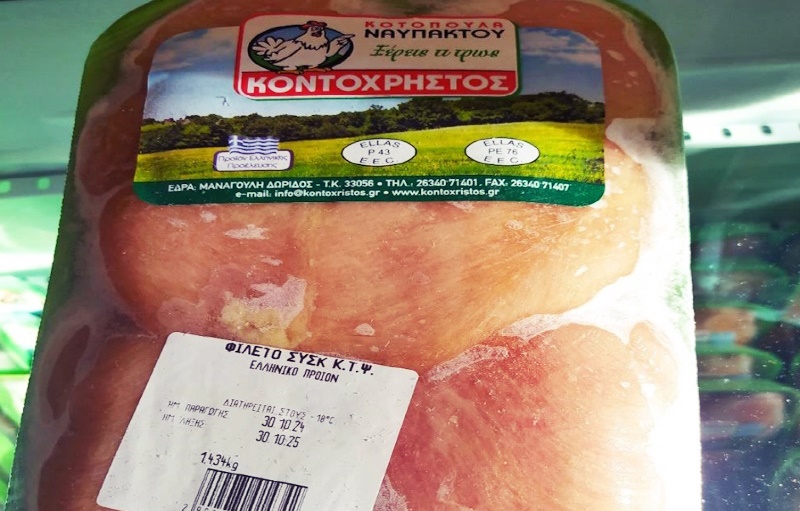 ΚΟΤΟΠΟΥΛΑ
ΝΑΥΠΑΚΤΟΥ
Ξέρεις τι τρως
ΚΟΝΤΟΧΡΗΣΤΟΣ
Προϊόν Ελληνικής
Προέλευσης
ELLAS
P 43
E E C
ELLAS
PE 76
E E C
ΕΔΡΑ: ΜΑΝΑΓΟΥΛΗ ΔΩΡΙΔΟΣ - Τ.Κ. 33056 • ΤΗΛ.: 26340 71401, FAX: 26340 71407
e-mail: info@kontoxristos.gr • www.kontoxristos.gr
ΦΙΛΕΤΟ ΣΥΣΚ Κ.Τ.Ψ.
ΕΛΛΗΝΙΚΟ ΠΡΟΙΟΝ
ΔΙΑΤΗΡΕΙΤΑΙ ΣΤΟΥΣ -18°C
ΗΜ ΠΑΡΑΓΩΓΗΣ 30 10 24
ΗΜ ΛΗΞΗΣ 30 10 25
1,434kg